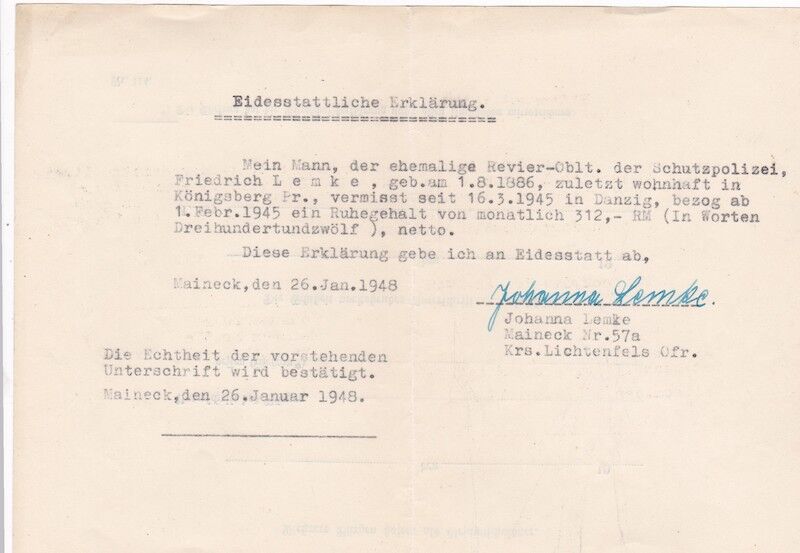 Eidesstattliche Erklärung.
Mein Mann, der ehemalige Revier-Oblt. der Schutzpolizei,
Friedrich L e m k e , geb.am 1.8.1886, zuletzt wohnhaft in
Königsberg Pr., vermisst seit 16.3.1945 in Danzig, bezog ab
1.Febr.1945 ein Ruhegehalt von monatlich 312,- RM (In Worten
Dreihundertundzwölf ), netto.
Diese Erklärung gebe ich an Eidesstatt ab,
Maineck,den 26.Jan.1948
Johanna Lemke.
Johanna Lemke
Maineck Nr.57a
Krs.Lichtenfels Ofr.
Die Echtheit der vorstehenden
Unterschrift wird bestätigt.
Maineck,den 26.Januar 1948.